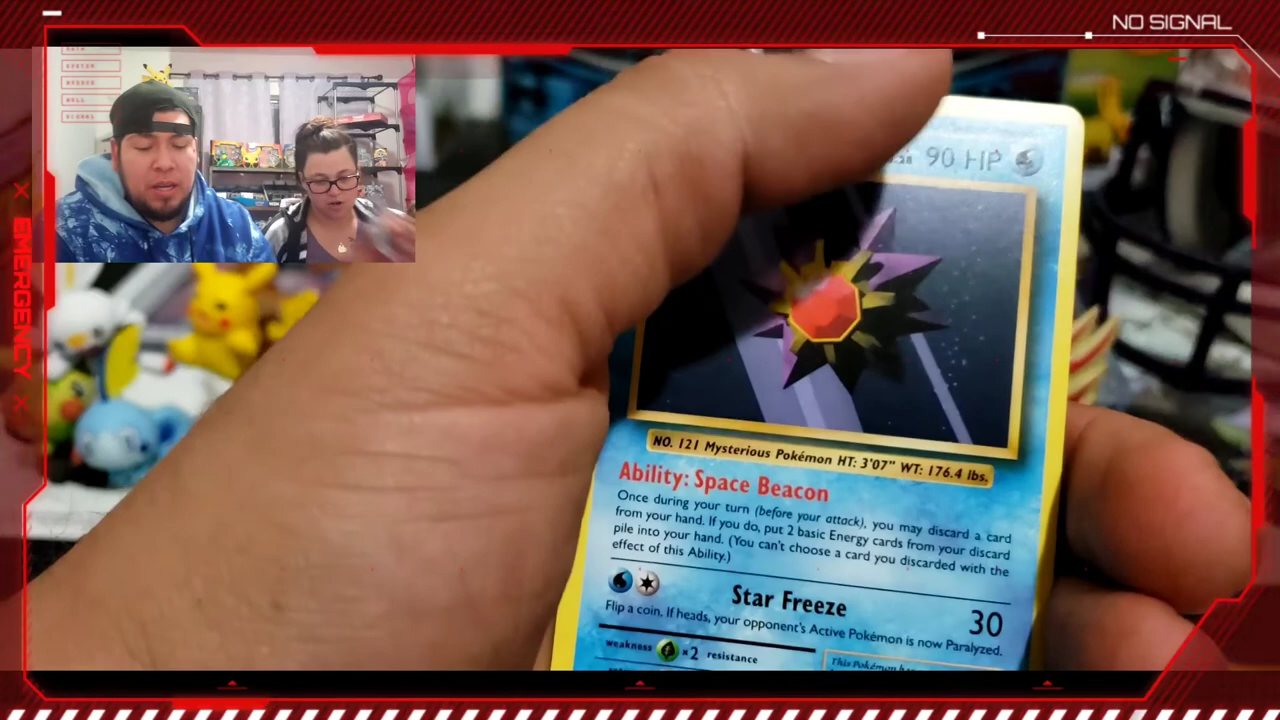 NO SIGNAL
EMERGENCY
90 HP
NO. 121 Mysterious Pokémon HT: 3'07" WT: 176.4 lbs.
Ability: Space Beacon
Once during your turn (before your attack), you may discard a card
from your hand. If you do, put 2 basic Energy cards from your discard
pile into your hand. (You can't choose a card you discarded with the
effect of this Ability.)
Star Freeze 30
Flip a coin. If heads, your opponent's Active Pokémon is now Paralyzed.
weakness ×2 resistance
This Pokémon